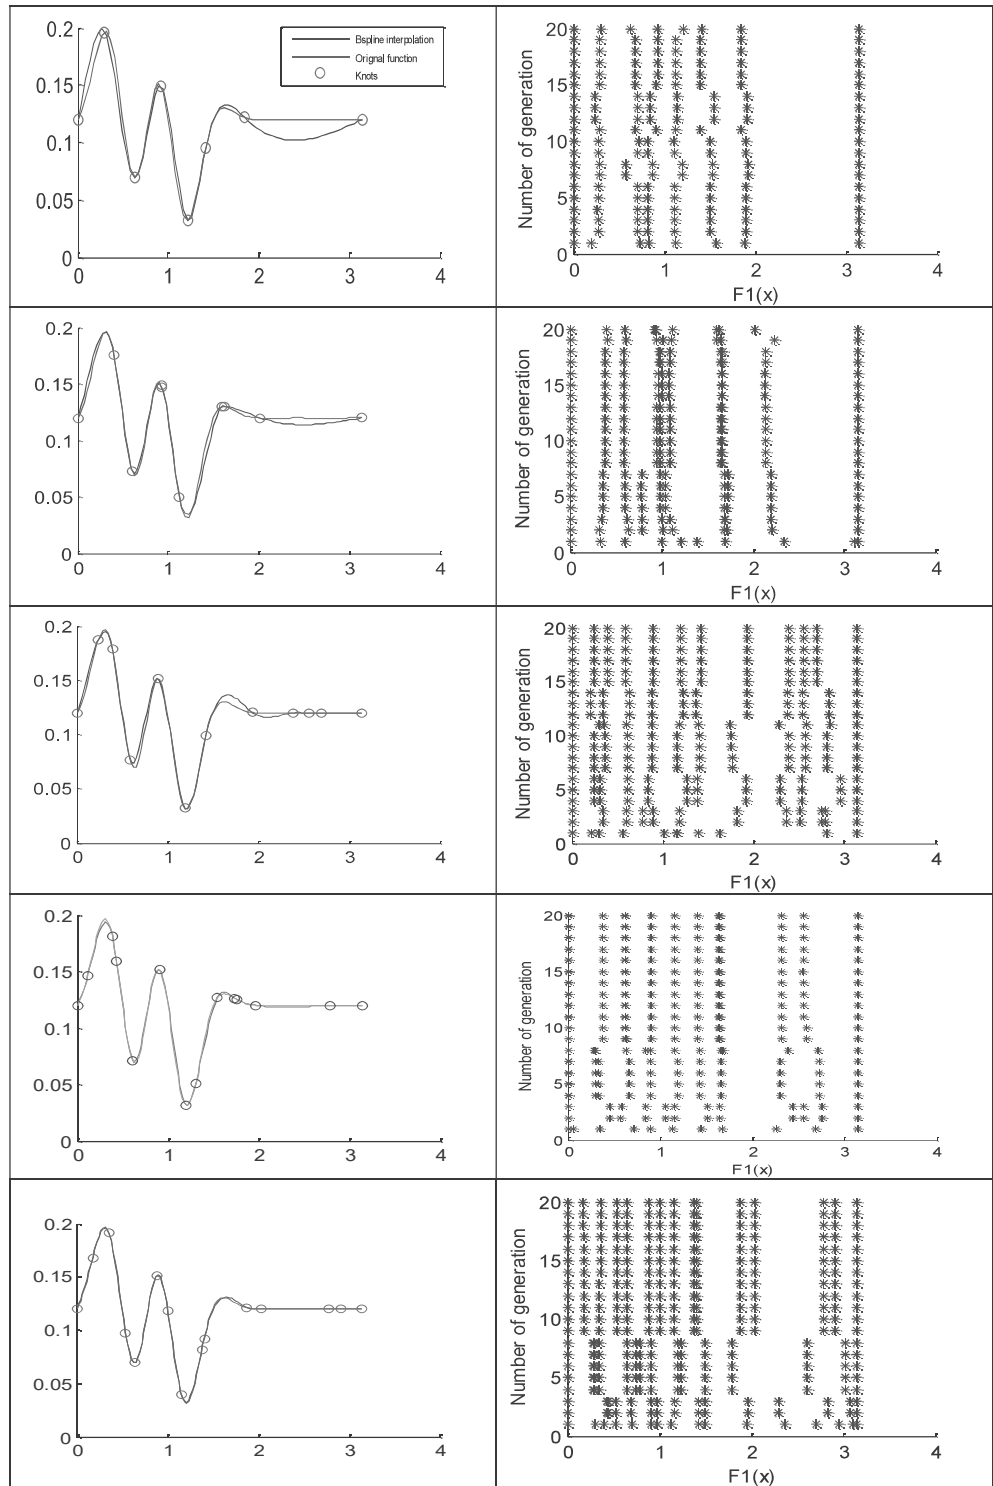 0.2
0.15
0.1
0.05
0
0 1 2 3 4
Bspline interpolation
Orignal function
Knots
Number of generation
20
15
10
5
0
0 1 2 3 4
F1(x)
0.2
0.15
0.1
0.05
0
0 1 2 3 4
Number of generation
20
15
10
5
0
0 1 2 3 4
F1(x)
0.2
0.15
0.1
0.05
0
0 1 2 3 4
Number of generation
20
15
10
5
0
0 1 2 3 4
F1(x)
0.2
0.15
0.1
0.05
0
0 1 2 3 4
Number of generation
20
15
10
5
0
0 1 2 3 4
F1(x)
0.2
0.15
0.1
0.05
0
0 1 2 3 4
Number of generation
20
15
10
5
0
0 1 2 3 4
F1(x)